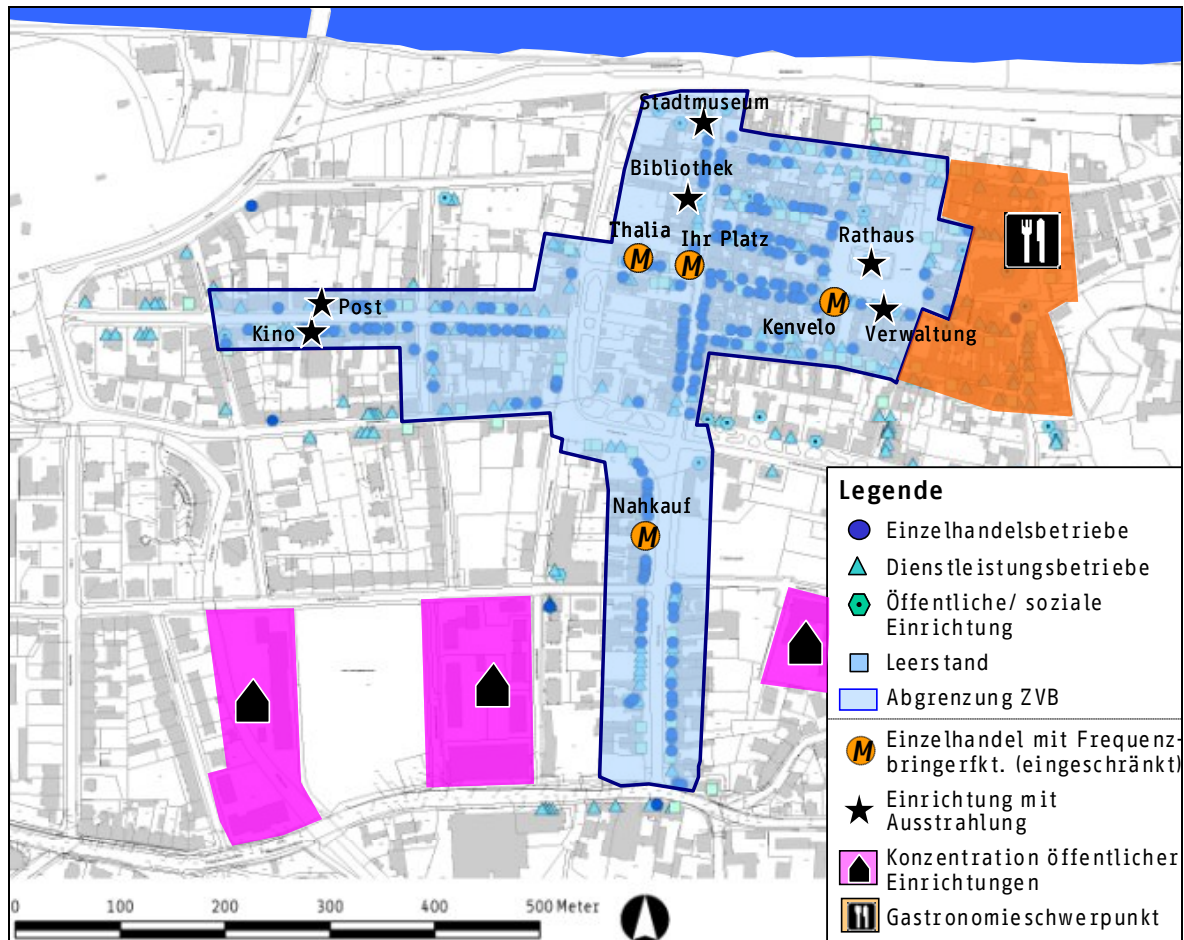 Stadtmuseum
Bibliothek
Thalia
M
Ihr Platz
M
Rathaus
Post
Kino
Kenvelo
M
Verwaltung
Nahkauf
M
Legende
Einzelhandelsbetriebe
Dienstleistungsbetriebe
Öffentliche/ soziale
Einrichtung
Leerstand
Abgrenzung ZVB
M
Einzelhandel mit Frequenz-
bringerfkt. (eingeschränkt)
Einrichtung mit
Ausstrahlung
Konzentration öffentlicher
Einrichtungen
Gastronomieschwerpunkt
0 100 200 300 400 500 Meter